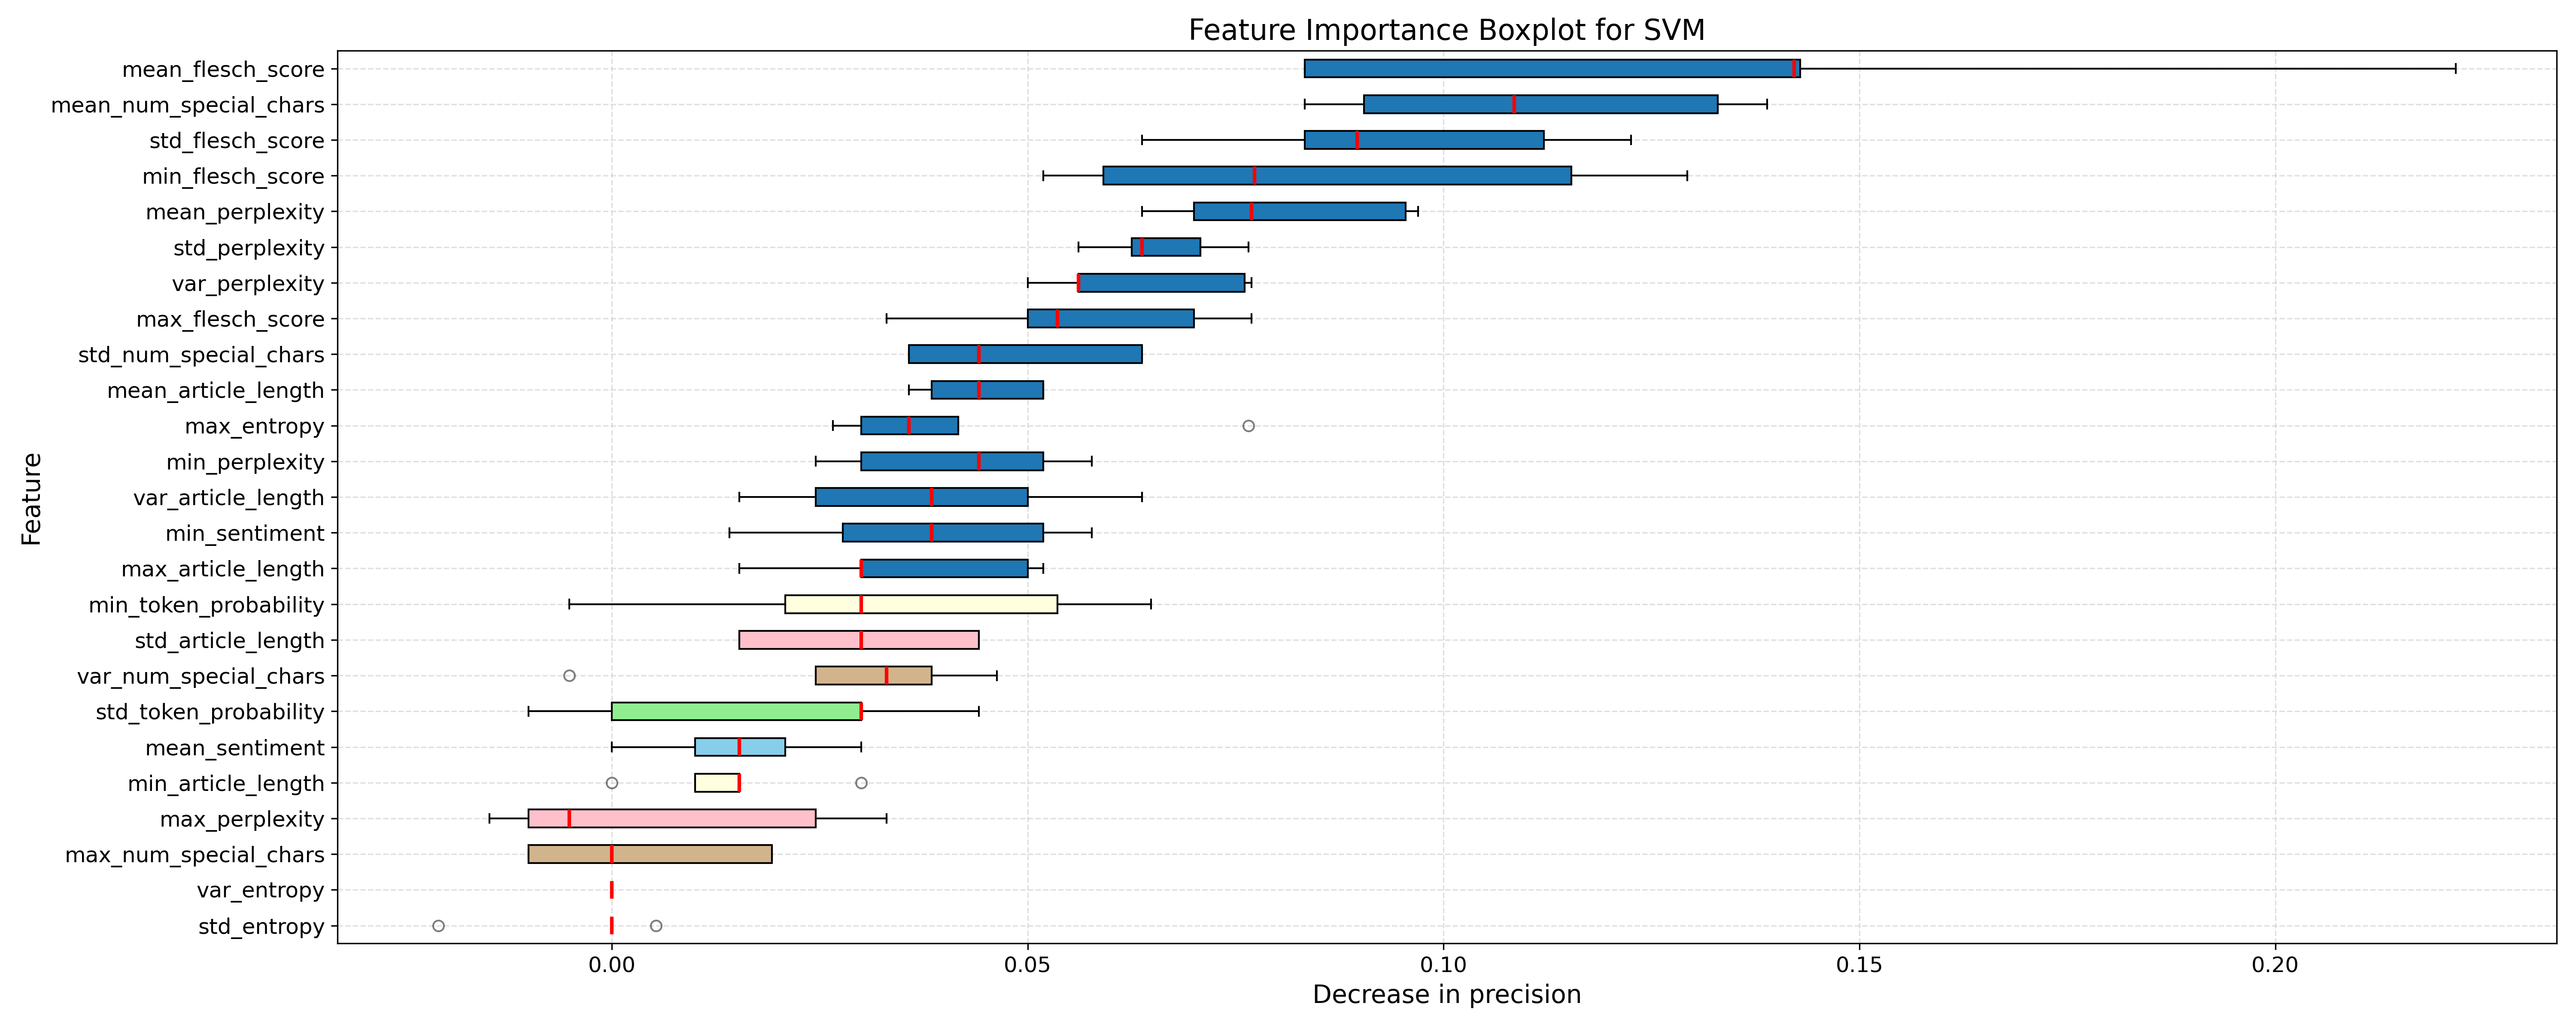 Feature Importance Boxplot for SVM
mean_flesch_score
mean_num_special_chars
std_flesch_score
min_flesch_score
mean_perplexity
std_perplexity
var_perplexity
max_flesch_score
std_num_special_chars
mean_article_length
max_entropy
min_perplexity
var_article_length
min_sentiment
max_article_length
min_token_probability
std_article_length
var_num_special_chars
std_token_probability
mean_sentiment
min_article_length
max_perplexity
max_num_special_chars
var_entropy
std_entropy
Feature
0.00 0.05 0.10 0.15 0.20
Decrease in precision